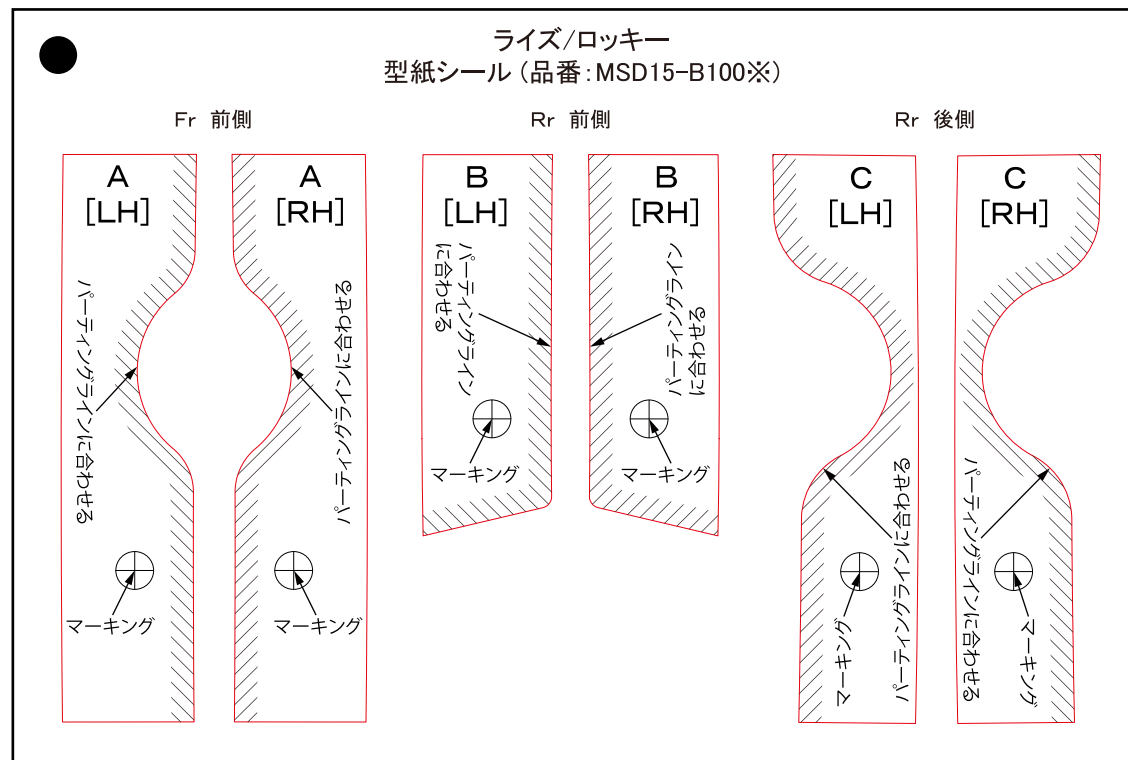 ライズ/ロッキー
型紙シール（品番：MSD15-B100※）
Fr 前側
Rr 前側
Rr 後側
A
[LH]
パーティングラインに合わせる
マーキング
A
[RH]
パーティングラインに合わせる
マーキング
B
[LH]
パーティングライン
に合わせる
マーキング
B
[RH]
パーティングライン
に合わせる
マーキング
C
[LH]
パーティングラインに合わせる
マーキング
C
[RH]
パーティングラインに合わせる
マーキング